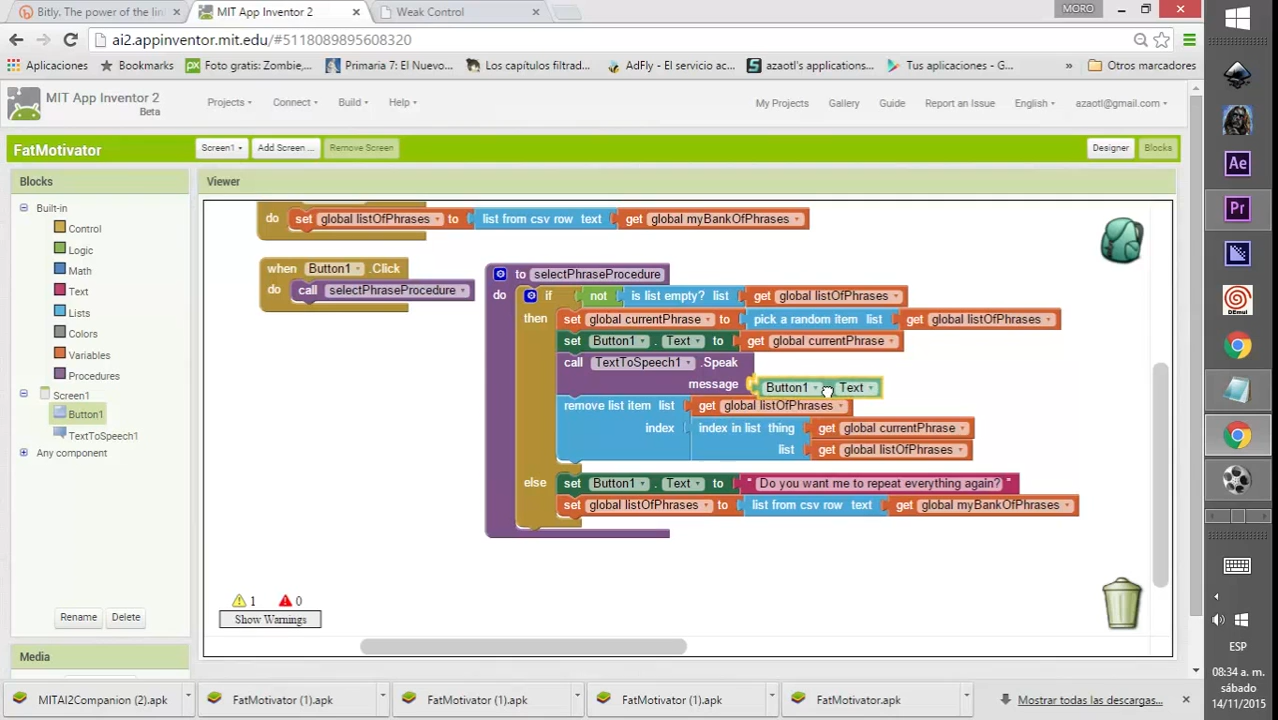 Bitly. The power of the lin
MIT App Inventor 2
Weak Control
MORO
ai2.appinventor.mit.edu/#5118089895608320
Aplicaciones
Bookmarks
Foto gratis: Zombie,...
Primaria 7: El Nuevo...
Los capítulos filtrad...
AdFly - El servicio ac...
azaotl's applications...
Tus aplicaciones - G...
»
Otros marcadores
MIT App Inventor 2
Beta
Projects
Connect
Build
Help
My Projects
Gallery
Guide
Report an Issue
English
azaotl@gmail.com
FatMotivator
Screen1
Add Screen ...
Remove Screen
Designer
Blocks
Blocks
Viewer
Built-in
Control
Logic
Math
Text
Lists
Colors
Variables
Procedures
Screen1
Button1
TextToSpeech1
Any component
Rename
Delete
Media
do set global listOfPhrases to list from csv row text get global myBankOfPhrases
when Button1 .Click
do call selectPhraseProcedure
to selectPhraseProcedure
do if not is list empty? list get global listOfPhrases
then set global currentPhrase to pick a random item list get global listOfPhrases
set Button1 . Text to get global currentPhrase
call TextToSpeech1 .Speak
message Button1 . Text
remove list item list get global listOfPhrases
index index in list thing get global currentPhrase
list get global listOfPhrases
else set Button1 . Text to " Do you want me to repeat everything again? "
set global listOfPhrases to list from csv row text get global myBankOfPhrases
1 0
Show Warnings
MITAI2Companion (2).apk
FatMotivator (1).apk
FatMotivator (1).apk
FatMotivator (1).apk
FatMotivator.apk
Mostrar todas las descargas...
Ae
Pr
DEmul
ESP
08:34 a.m.
sábado
14/11/2015